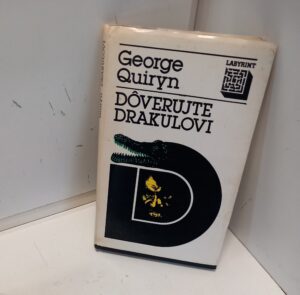 George
Quiryn
LABYRINT
DÔVERUJTE
DRAKULOVI